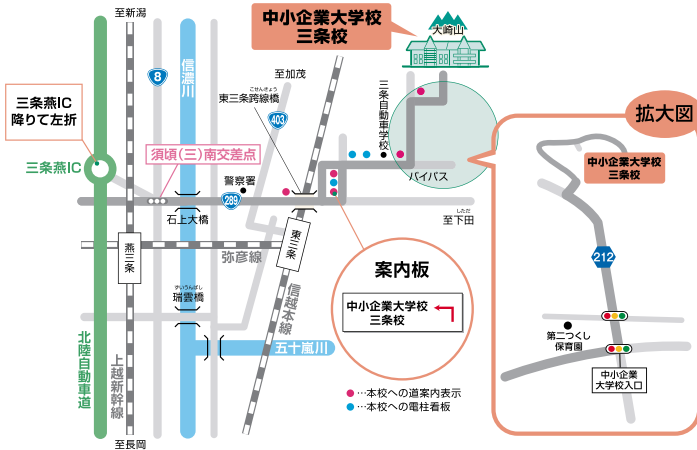 至新潟
中小企業大学校
三条校
大崎山
8
信濃川
至加茂
こせんきょう
東三条跨線橋
403
三条自動車学校
拡大図
三条燕IC
降りて左折
三条燕IC
須頃(三)南交差点
警察署
289
バイパス
中小企業大学校
三条校
石上大橋
しただ
至下田
燕三条
弥彦線
東三条
案内板
212
ずいうんばし
瑞雲橋
信越本線
中小企業大学校
三条校
第二つくし
保育園
北陸自動車道
上越新幹線
五十嵐川
中小企業
大学校入口
…本校への道案内表示
…本校への電柱看板
至長岡